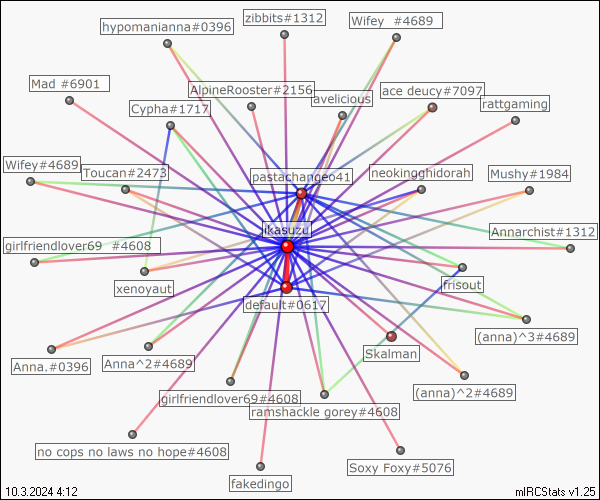 zibbits#1312
Wifey  #4689
hypomanianna#0396
Mad #6901
AlpineRooster#2156
ace deucy#7097
avelicious
rattgaming
Cypha#1717
Wifey#4689
Toucan#2473
pastachangeo41
neokingghidorah
Mushy#1984
ikasuzu
Annarchist#1312
girlfriendlover69  #4608
xenoyaut
frisout
default#0617
(anna)^3#4689
Skalman
Anna.#0396
Anna^2#4689
girlfriendlover69#4608
(anna)^2#4689
ramshackle gorey#4608
no cops no laws no hope#4608
Soxy Foxy#5076
fakedingo
10.3.2024 4:12
mIRCStats v1.25